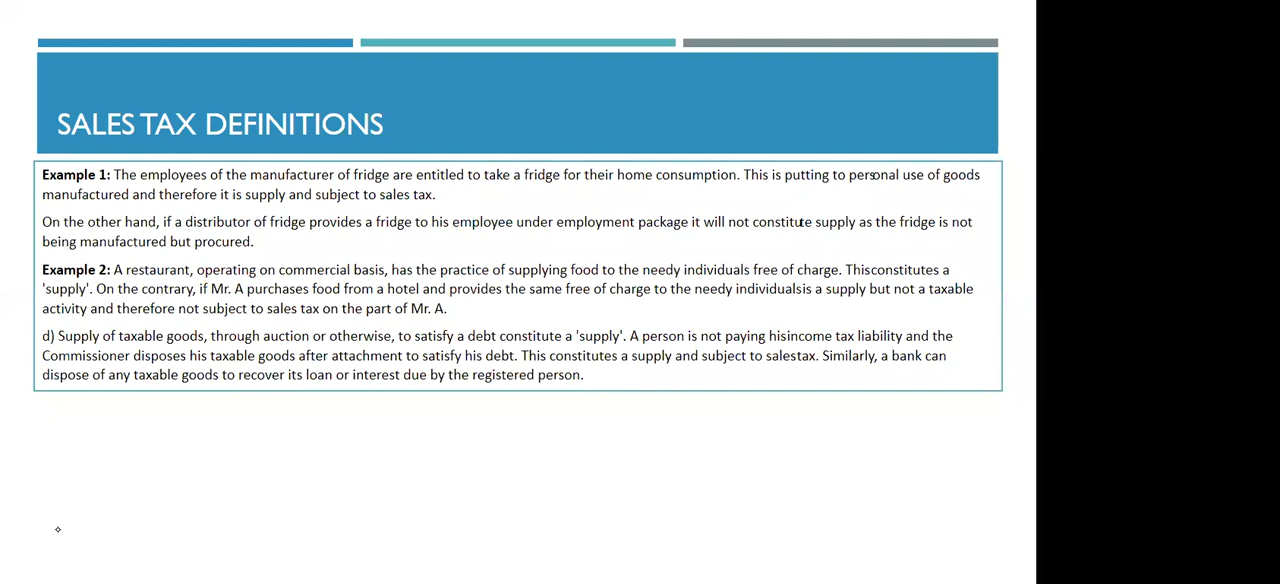 SALES TAX DEFINITIONS
Example 1: The employees of the manufacturer of fridge are entitled to take a fridge for their home consumption. This is putting to personal use of goods
manufactured and therefore it is supply and subject to sales tax.
On the other hand, if a distributor of fridge provides a fridge to his employee under employment package it will not constitute supply as the fridge is not
being manufactured but procured.
Example 2: A restaurant, operating on commercial basis, has the practice of supplying food to the needy individuals free of charge. Thisconstitutes a
'supply'. On the contrary, if Mr. A purchases food from a hotel and provides the same free of charge to the needy individualsis a supply but not a taxable
activity and therefore not subject to sales tax on the part of Mr. A.
d) Supply of taxable goods, through auction or otherwise, to satisfy a debt constitute a 'supply'. A person is not paying hisincome tax liability and the
Commissioner disposes his taxable goods after attachment to satisfy his debt. This constitutes a supply and subject to salestax. Similarly, a bank can
dispose of any taxable goods to recover its loan or interest due by the registered person.